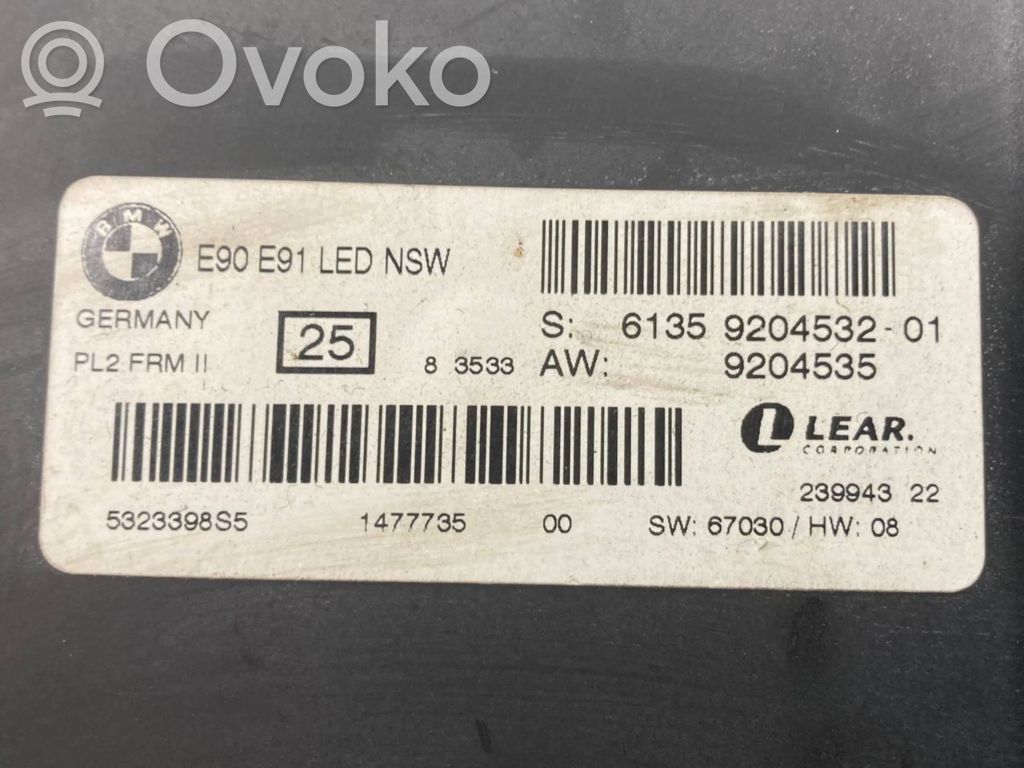 Ovoko
BMW
E90 E91 LED NSW
GERMANY
25
PL2 FRM II
8 3533
S: 6135 9204532-01
AW: 9204535
LEAR.
CORPORATION
239943 22
5323398S5 1477735 00 SW: 67030 / HW: 08